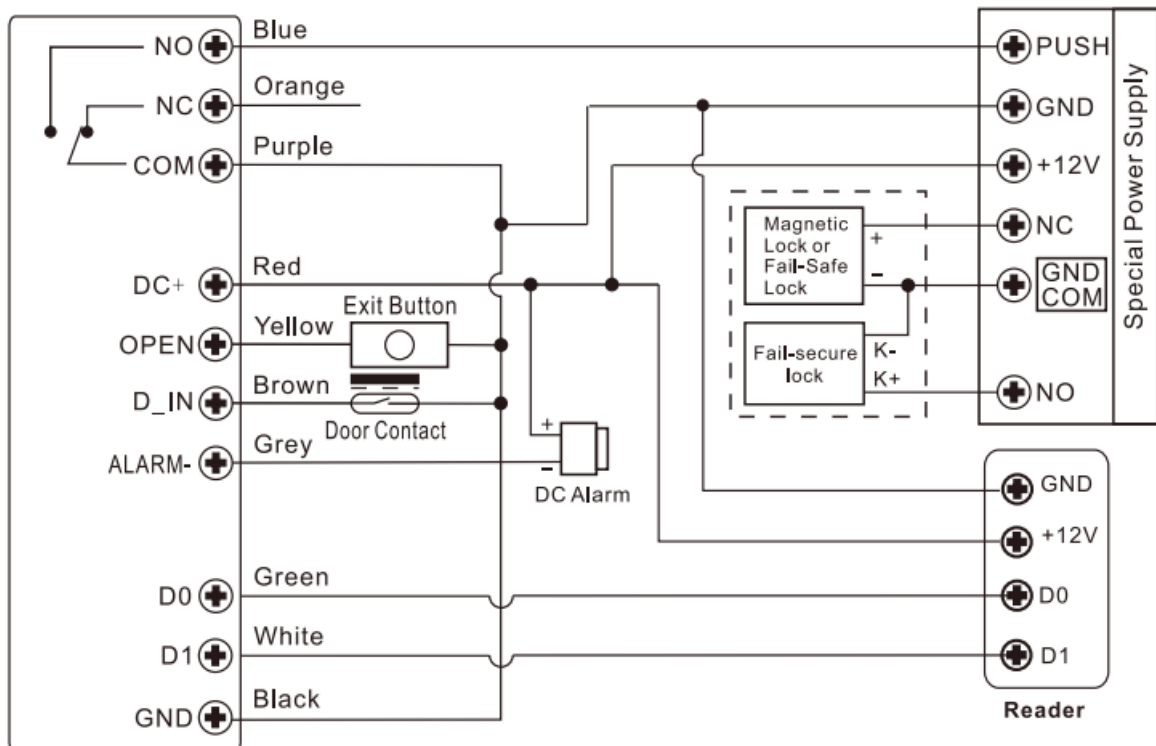 NO
Blue
NC
Orange
COM
Purple
DC+
Red
OPEN
Yellow
Exit Button
D_IN
Brown
Door Contact
ALARM-
Grey
+
-
DC Alarm
D0
Green
D1
White
GND
Black
Magnetic
Lock or
Fail-Safe
Lock
+
-
Fail-secure
lock
K-
K+
PUSH
GND
+12V
NC
GND
COM
NO
Special Power Supply
GND
+12V
D0
D1
Reader